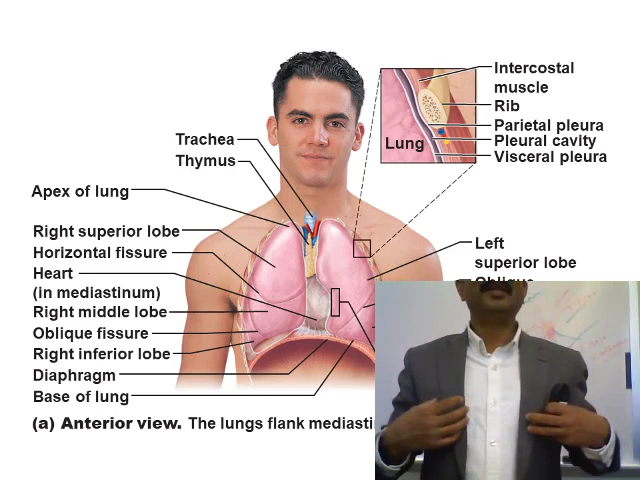 Intercostal
muscle
Rib
Parietal pleura
Pleural cavity
Visceral pleura
Lung
Trachea
Thymus
Apex of lung
Right superior lobe
Horizontal fissure
Heart
(in mediastinum)
Right middle lobe
Oblique fissure
Right inferior lobe
Diaphragm
Base of lung
Left
superior lobe
Oblique
(a) Anterior view. The lungs flank